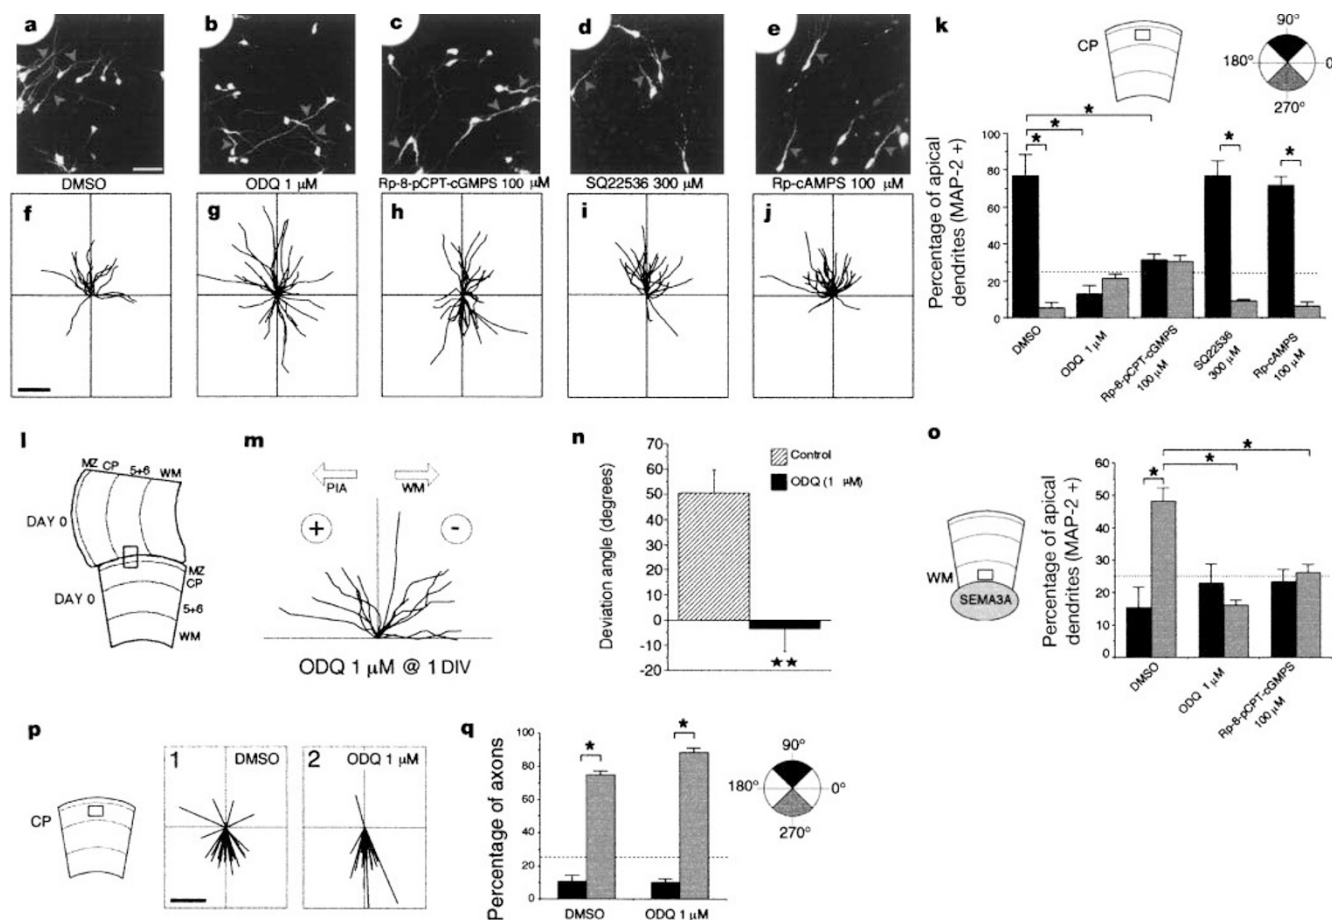 a
b
c
d
e
DMSO
ODQ 1 µM
Rp-8-pCPT-cGMPS 100 µM
SQ22536 300 µM
Rp-cAMPS 100 µM
f
g
h
i
j
k
CP
90°
180°
0
270°
Percentage of apical
dendrites (MAP-2 +)
100
80
60
40
20
0
★
★
★
★
★
DMSO
ODQ 1 µM
Rp-8-pCPT-cGMPS
100 µM
SQ22536
300 µM
Rp-cAMPS
100 µM
l
MZ CP 5+6 WM
DAY 0
DAY 0
MZ
CP
5+6
WM
m
PIA
WM
+
-
ODQ 1 µM @ 1 DIV
n
Deviation angle (degrees)
70
60
50
40
30
20
10
0
-10
-20
Control
ODQ (1 µM)
★★
o
WM
SEMA3A
Percentage of apical
dendrites (MAP-2 +)
60
50
40
30
20
10
0
★
★
★
DMSO
ODQ 1 µM
Rp-8-pCPT-cGMPS
100 µM
p
CP
1 DMSO
2 ODQ 1 µM
q
Percentage of axons
100
80
60
40
20
0
★
★
DMSO
ODQ 1 µM
90°
180°
0°
270°